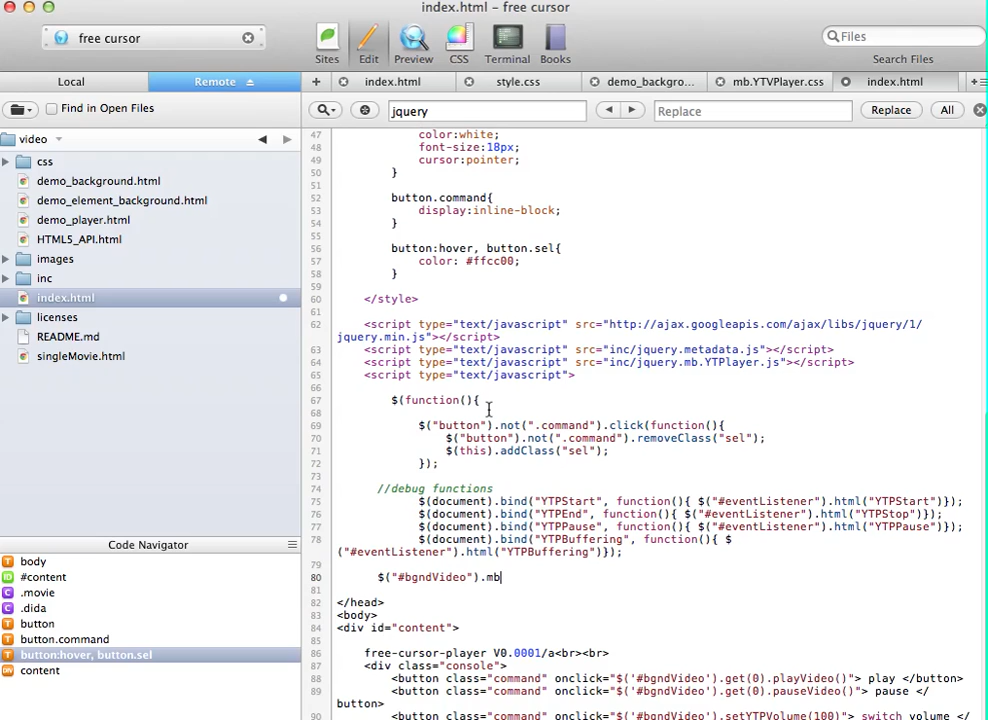 index.html – free cursor
free cursor
Sites Edit Preview CSS Terminal Books
Files
Search Files
Local Remote
index.html style.css demo_backgro... mb.YTVPlayer.css index.html
Find in Open Files
jquery Replace Replace All
video
css
demo_background.html
demo_element_background.html
demo_player.html
HTML5_API.html
images
inc
index.html
licenses
README.md
singleMovie.html
Code Navigator
body
#content
.movie
.dida
button
button.command
button:hover, button.sel
content
47 color:white;
48 font-size:18px;
49 cursor:pointer;
50 }
51
52 button.command{
53 display:inline-block;
54 }
55
56 button:hover, button.sel{
57 color: #ffcc00;
58 }
59
60 </style>
61
62 <script type="text/javascript" src="http://ajax.googleapis.com/ajax/libs/jquery/1/
jquery.min.js"></script>
63 <script type="text/javascript" src="inc/jquery.metadata.js"></script>
64 <script type="text/javascript" src="inc/jquery.mb.YTPlayer.js"></script>
65 <script type="text/javascript">
66
67 $(function(){
68
69 $("button").not(".command").click(function(){
70 $("button").not(".command").removeClass("sel");
71 $(this).addClass("sel");
72 });
73
74 //debug functions
75 $(document).bind("YTPStart", function(){ $("#eventListener").html("YTPStart")});
76 $(document).bind("YTPEnd", function(){ $("#eventListener").html("YTPStop")});
77 $(document).bind("YTPPause", function(){ $("#eventListener").html("YTPPause")});
78 $(document).bind("YTPBuffering", function(){ $
("#eventListener").html("YTPBuffering")});
79
80 $("#bgndVideo").mb
81
82 </head>
83 <body>
84 <div id="content">
85
86 free-cursor-player V0.0001/a<br><br>
87 <div class="console">
88 <button class="command" onclick="$('#bgndVideo').get(0).playVideo()"> play </button>
89 <button class="command" onclick="$('#bgndVideo').get(0).pauseVideo()"> pause </
button>
90 <button class="command" onclick="$('#bgndVideo').setYTPVolume(100)"> switch volume </